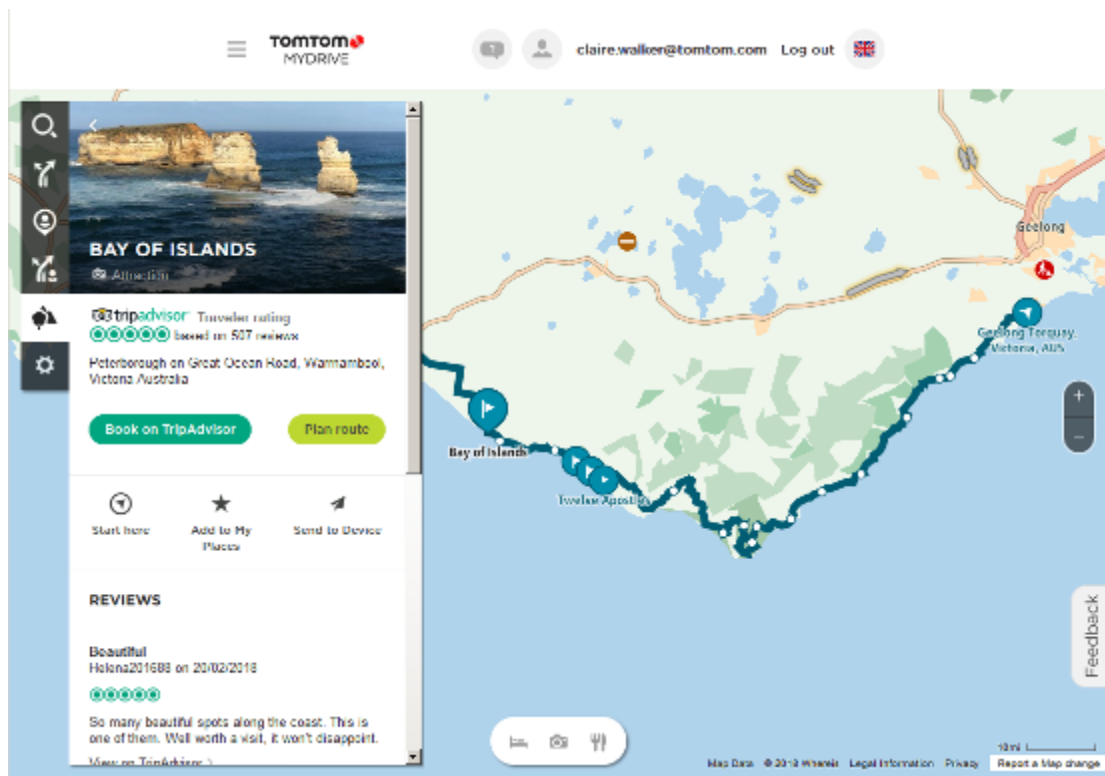 TOMTOM
MYDRIVE
claire.walker@tomtom.com Log out
BAY OF ISLANDS
Attraction
tripadvisor Traveler rating
based on 507 reviews
Peterborough on Great Ocean Road, Warrnambool,
Victoria Australia
Book on TripAdvisor
Plan route
Start here
Add to My
Places
Send to Device
REVIEWS
Beautiful
Helena201688 on 20/02/2018
So many beautiful spots along the coast. This is
one of them. Well worth a visit, it won't disappoint.
View on TripAdvisor >
Geelong
Geelong Torquay,
Victoria, AUS
Bay of Islands
Twelve Apostles
+
−
Feedback
10 mi
Map Data © 2018 Whereis Legal Information Privacy Report a Map change